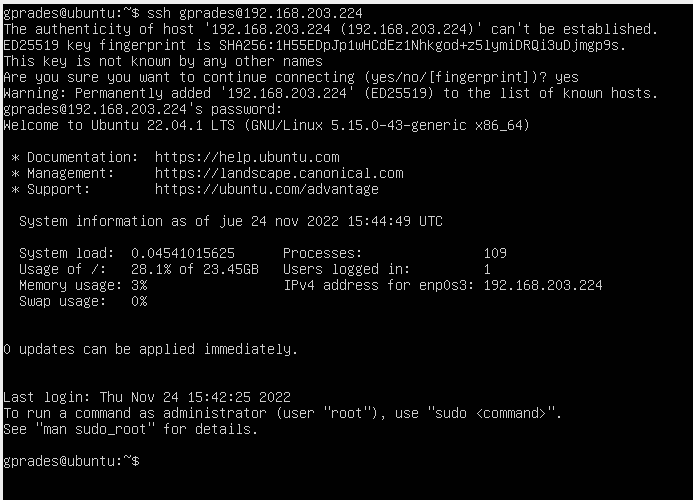 gprades@ubuntu:~$ ssh gprades@192.168.203.224
The authenticity of host '192.168.203.224 (192.168.203.224)' can't be established.
ED25519 key fingerprint is SHA256:1H55EDpJp1wHCdEz1Nhkgod+z5lymiDRQi3uDjmgp9s.
This key is not known by any other names
Are you sure you want to continue connecting (yes/no/[fingerprint])? yes
Warning: Permanently added '192.168.203.224' (ED25519) to the list of known hosts.
gprades@192.168.203.224's password:
Welcome to Ubuntu 22.04.1 LTS (GNU/Linux 5.15.0-43-generic x86_64)

 * Documentation:  https://help.ubuntu.com
 * Management:     https://landscape.canonical.com
 * Support:        https://ubuntu.com/advantage

  System information as of jue 24 nov 2022 15:44:49 UTC

  System load:  0.04541015625      Processes:               109
  Usage of /:   28.1% of 23.45GB   Users logged in:         1
  Memory usage: 3%                 IPv4 address for enp0s3: 192.168.203.224
  Swap usage:   0%

0 updates can be applied immediately.

Last login: Thu Nov 24 15:42:25 2022
To run a command as administrator (user "root"), use "sudo <command>".
See "man sudo_root" for details.

gprades@ubuntu:~$